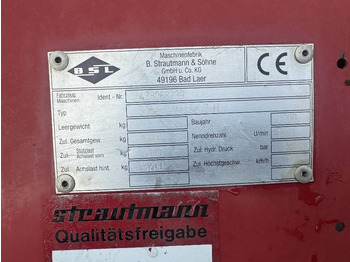 BSL
Maschinenfabrik
B. Strautmann & Söhne
GmbH u. Co. KG
49196 Bad Laer
CE
Fahrzeug
Maschinen
Ident - Nr.
Typ
Leergewicht kg Baujahr
Zul. Gesamtgew. kg Nenndrehzahl U/min
Zul. Stützlast
Achslast vorn kg Zul. Hydr. Druck bar
Zul. Achslast hint. kg Zul. Höchstgeschw. km/h
strautmann
Qualitätsfreigabe